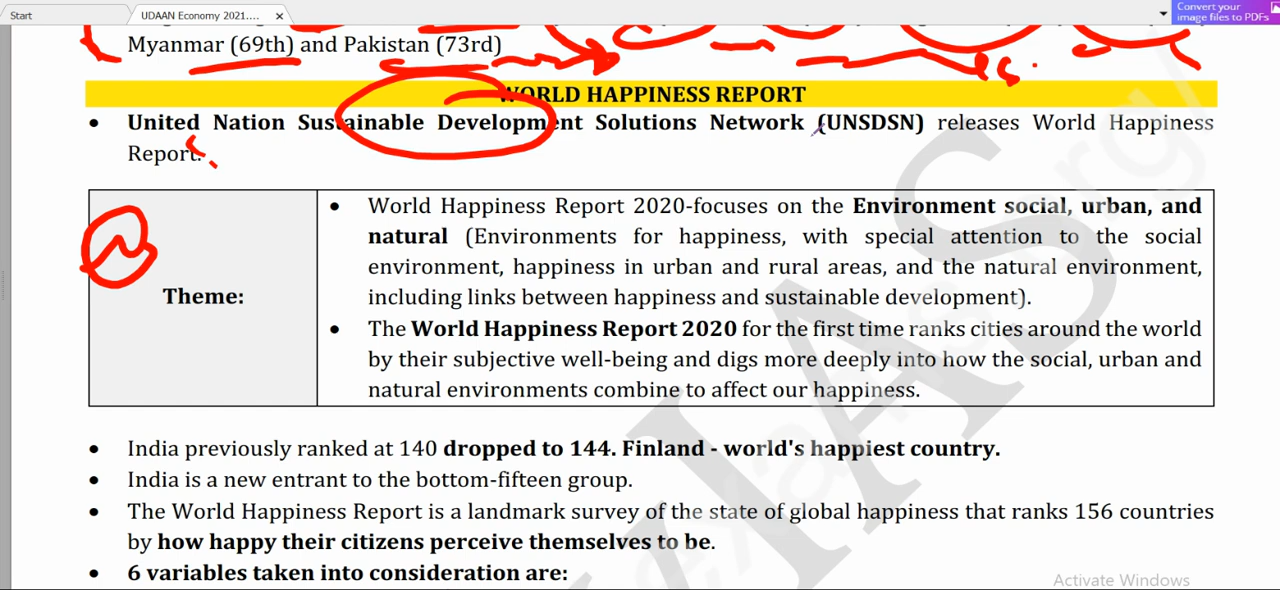 Start
UDAAN Economy 2021.... ×
Convert your
image files to PDFs
Myanmar (69th) and Pakistan (73rd)
WORLD HAPPINESS REPORT
• United Nation Sustainable Development Solutions Network (UNSDSN) releases World Happiness
Report.
• World Happiness Report 2020-focuses on the Environment social, urban, and
natural (Environments for happiness, with special attention to the social
environment, happiness in urban and rural areas, and the natural environment,
including links between happiness and sustainable development).
Theme:
• The World Happiness Report 2020 for the first time ranks cities around the world
by their subjective well-being and digs more deeply into how the social, urban and
natural environments combine to affect our happiness.
• India previously ranked at 140 dropped to 144. Finland - world's happiest country.
• India is a new entrant to the bottom-fifteen group.
• The World Happiness Report is a landmark survey of the state of global happiness that ranks 156 countries
by how happy their citizens perceive themselves to be.
• 6 variables taken into consideration are:
Activate Windows